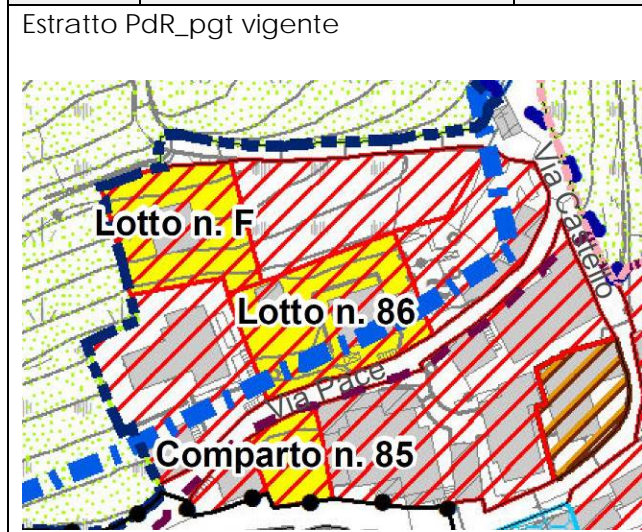 Estratto PdR_pgt vigente
Via Castello
Lotto n. F
Lotto n. 86
Via Pace
Comparto n. 85